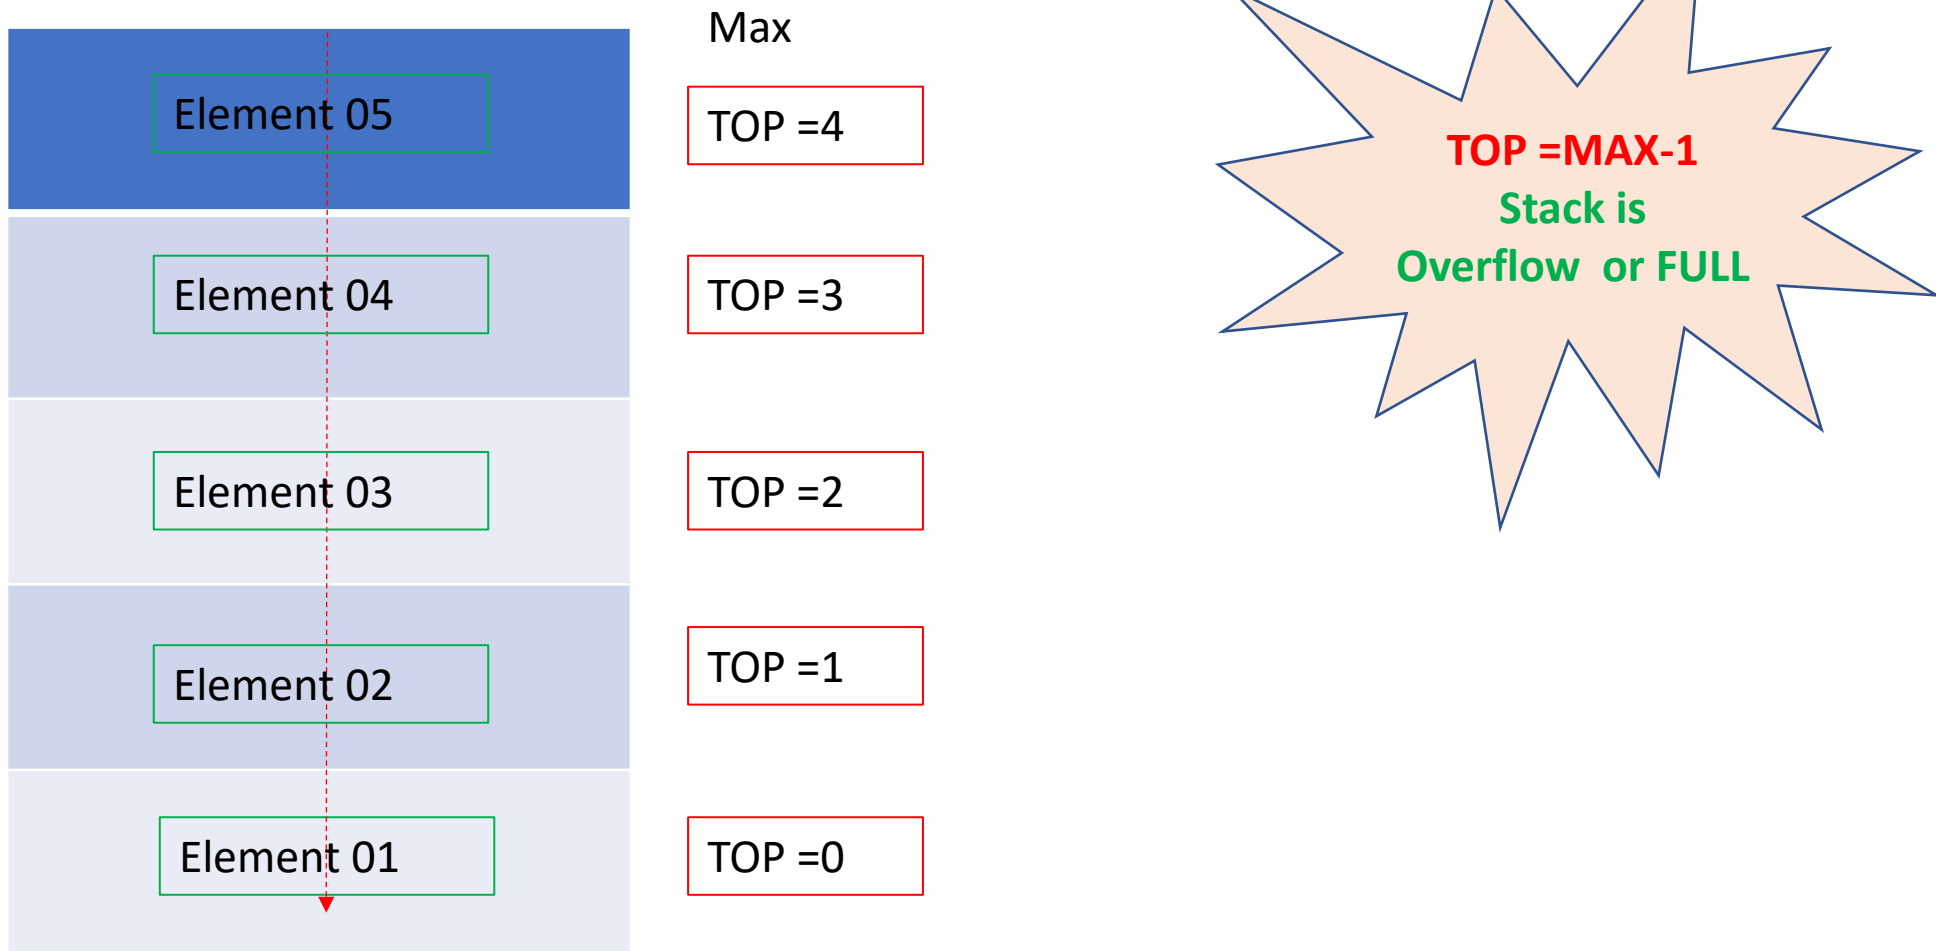 Max
Element 05
TOP =4
Element 04
TOP =3
Element 03
TOP =2
Element 02
TOP =1
Element 01
TOP =0
TOP =MAX-1
Stack is
Overflow or FULL